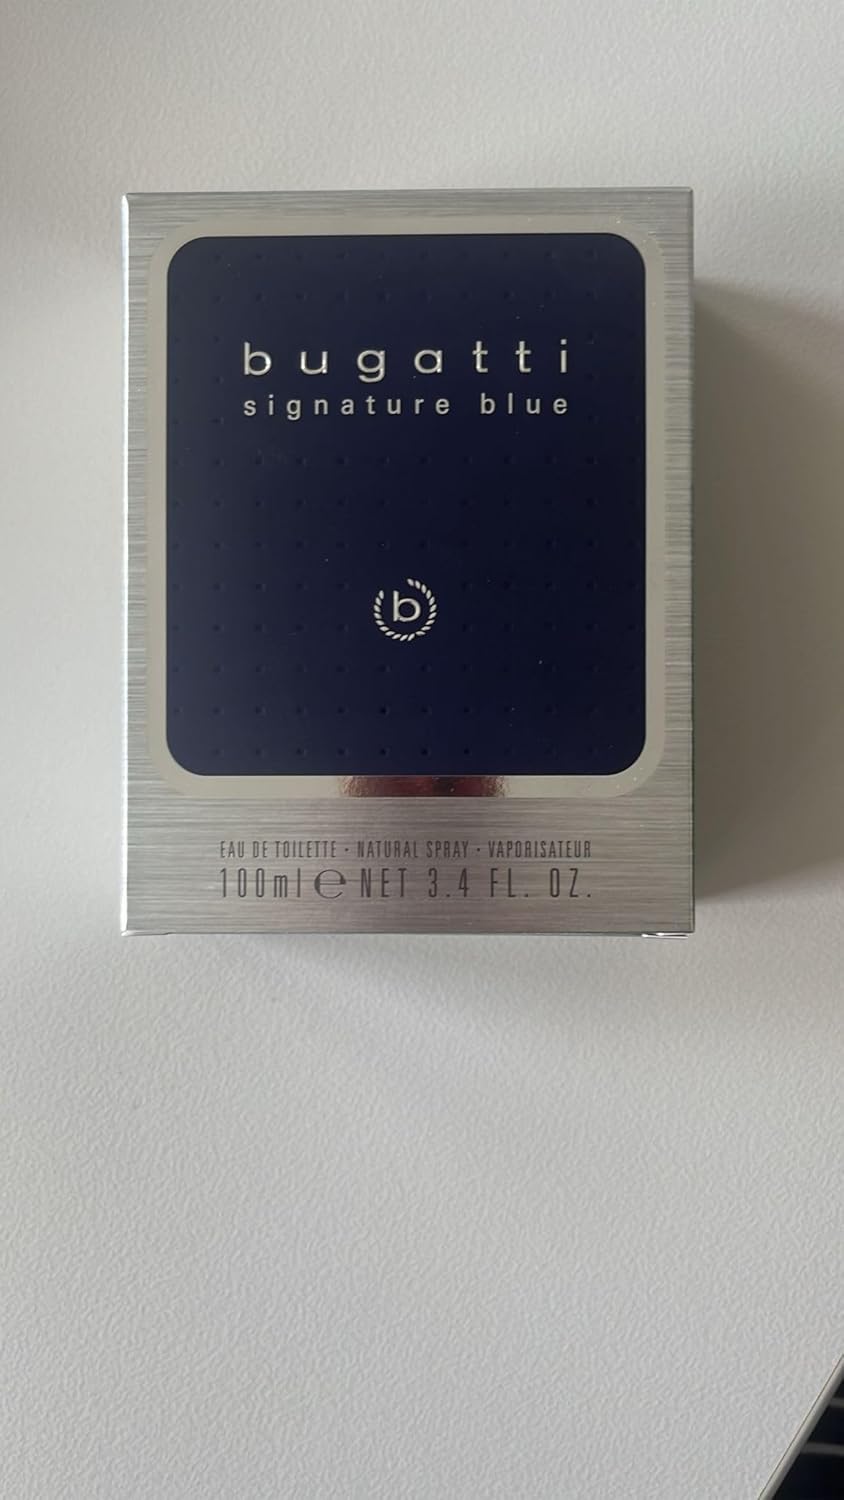 bugatti
signature blue
b
EAU DE TOILETTE · NATURAL SPRAY · VAPORISATEUR
100ml ℮ NET 3.4 FL. OZ.